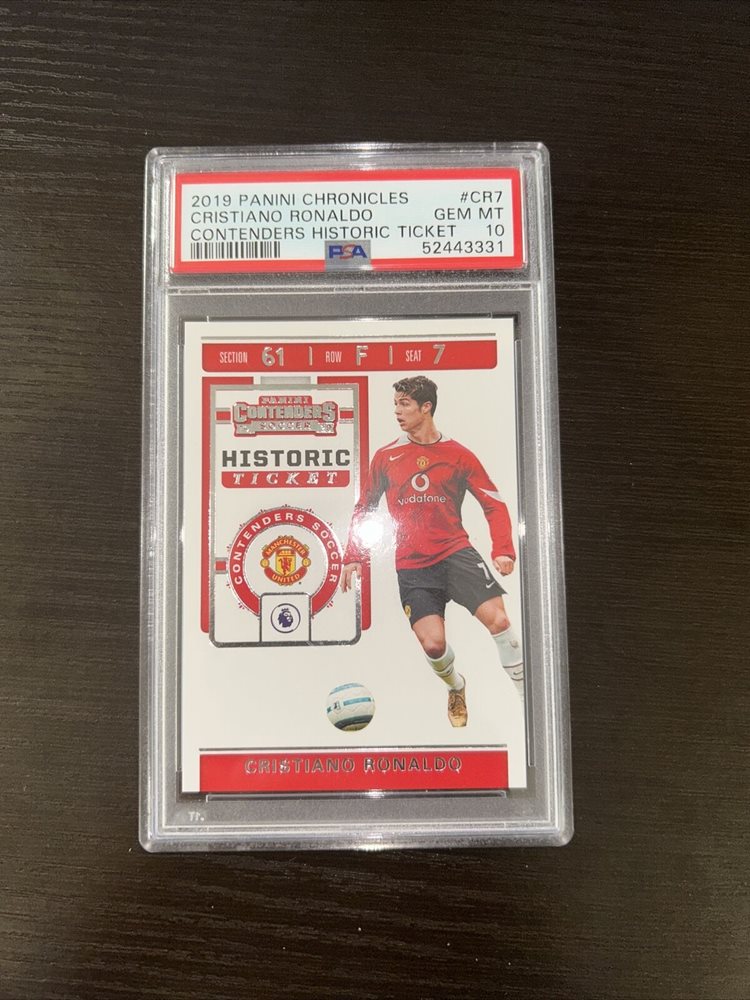 2019 PANINI CHRONICLES #CR7
CRISTIANO RONALDO GEM MT
CONTENDERS HISTORIC TICKET 10
PSA 52443331
SECTION 61 | ROW F | SEAT 7
PANINI
CONTENDERS
SOCCER
HISTORIC
TICKET
CONTENDERS SOCCER
MANCHESTER
UNITED
vodafone
7
CRISTIANO RONALDO